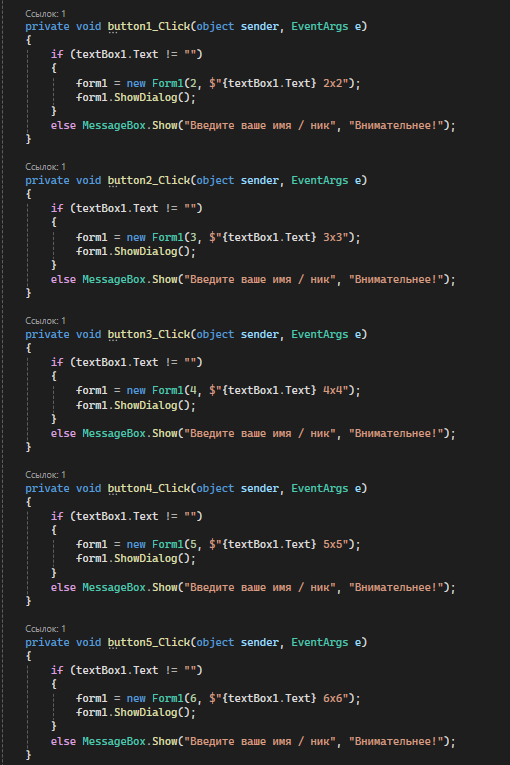 Ссылок: 1
private void button1_Click(object sender, EventArgs e)
{
if (textBox1.Text != "")
{
form1 = new Form1(2, $"{textBox1.Text} 2x2");
form1.ShowDialog();
}
else MessageBox.Show("Введите ваше имя / ник", "Внимательнее!");
}
Ссылок: 1
private void button2_Click(object sender, EventArgs e)
{
if (textBox1.Text != "")
{
form1 = new Form1(3, $"{textBox1.Text} 3x3");
form1.ShowDialog();
}
else MessageBox.Show("Введите ваше имя / ник", "Внимательнее!");
}
Ссылок: 1
private void button3_Click(object sender, EventArgs e)
{
if (textBox1.Text != "")
{
form1 = new Form1(4, $"{textBox1.Text} 4x4");
form1.ShowDialog();
}
else MessageBox.Show("Введите ваше имя / ник", "Внимательнее!");
}
Ссылок: 1
private void button4_Click(object sender, EventArgs e)
{
if (textBox1.Text != "")
{
form1 = new Form1(5, $"{textBox1.Text} 5x5");
form1.ShowDialog();
}
else MessageBox.Show("Введите ваше имя / ник", "Внимательнее!");
}
Ссылок: 1
private void button5_Click(object sender, EventArgs e)
{
if (textBox1.Text != "")
{
form1 = new Form1(6, $"{textBox1.Text} 6x6");
form1.ShowDialog();
}
else MessageBox.Show("Введите ваше имя / ник", "Внимательнее!");
}